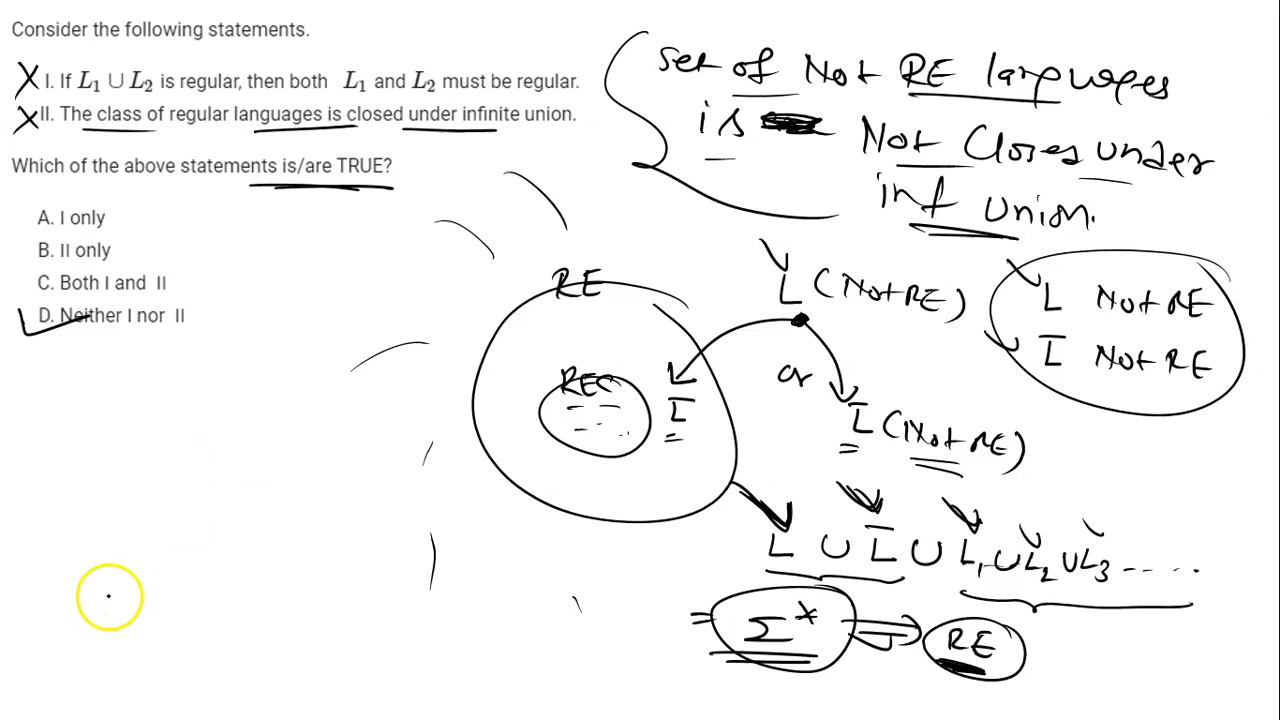 Consider the following statements.
X I. If L₁ ∪ L₂ is regular, then both L₁ and L₂ must be regular.
X II. The class of regular languages is closed under infinite union.
Which of the above statements is/are TRUE?
A. I only
B. II only
C. Both I and II
D. Neither I nor II
Set of Not RE languages
is Not Closes under
inf Union.
RE
REC
L̅
L (Not RE)
or
L̅ (Not RE)
L Not RE
L̅ Not RE
L ∪ L̅ ∪ L₁ ∪ L₂ ∪ L₃ - - - - .
= Σ* ⇒ RE